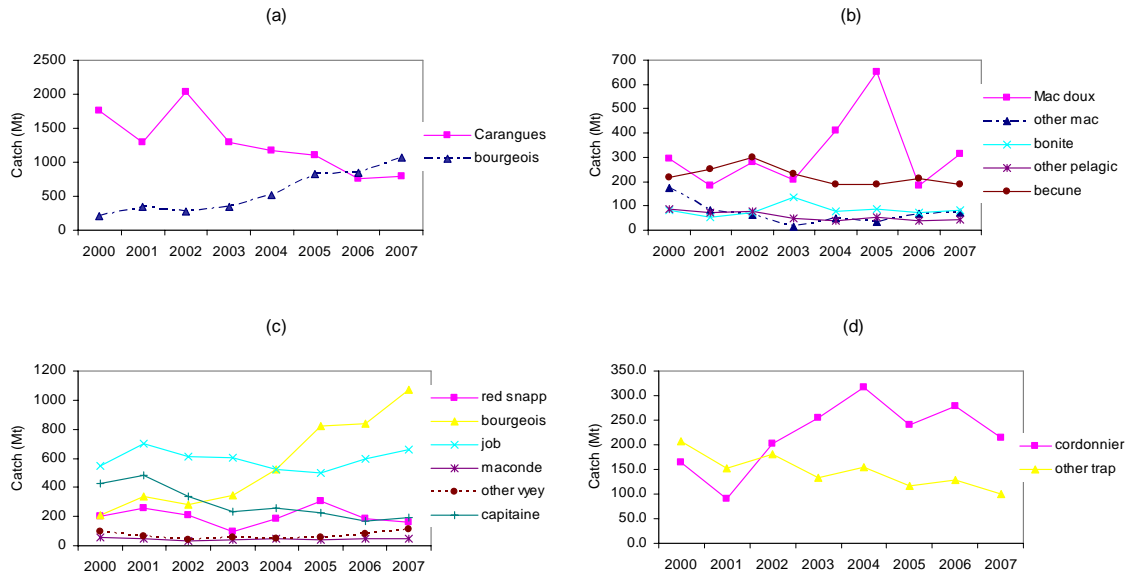 (a)
2500
2000
1500
1000
500
0
Catch (Mt)
2000 2001 2002 2003 2004 2005 2006 2007
Carangues
bourgeois
(b)
700
600
500
400
300
200
100
0
Catch (Mt)
2000 2001 2002 2003 2004 2005 2006 2007
Mac doux
other mac
bonite
other pelagic
becune
(c)
1200
1000
800
600
400
200
0
Catch (Mt)
2000 2001 2002 2003 2004 2005 2006 2007
red snapp
bourgeois
job
maconde
other vyey
capitaine
(d)
350.0
300.0
250.0
200.0
150.0
100.0
50.0
0.0
Catch (Mt)
2000 2001 2002 2003 2004 2005 2006 2007
cordonnier
other trap